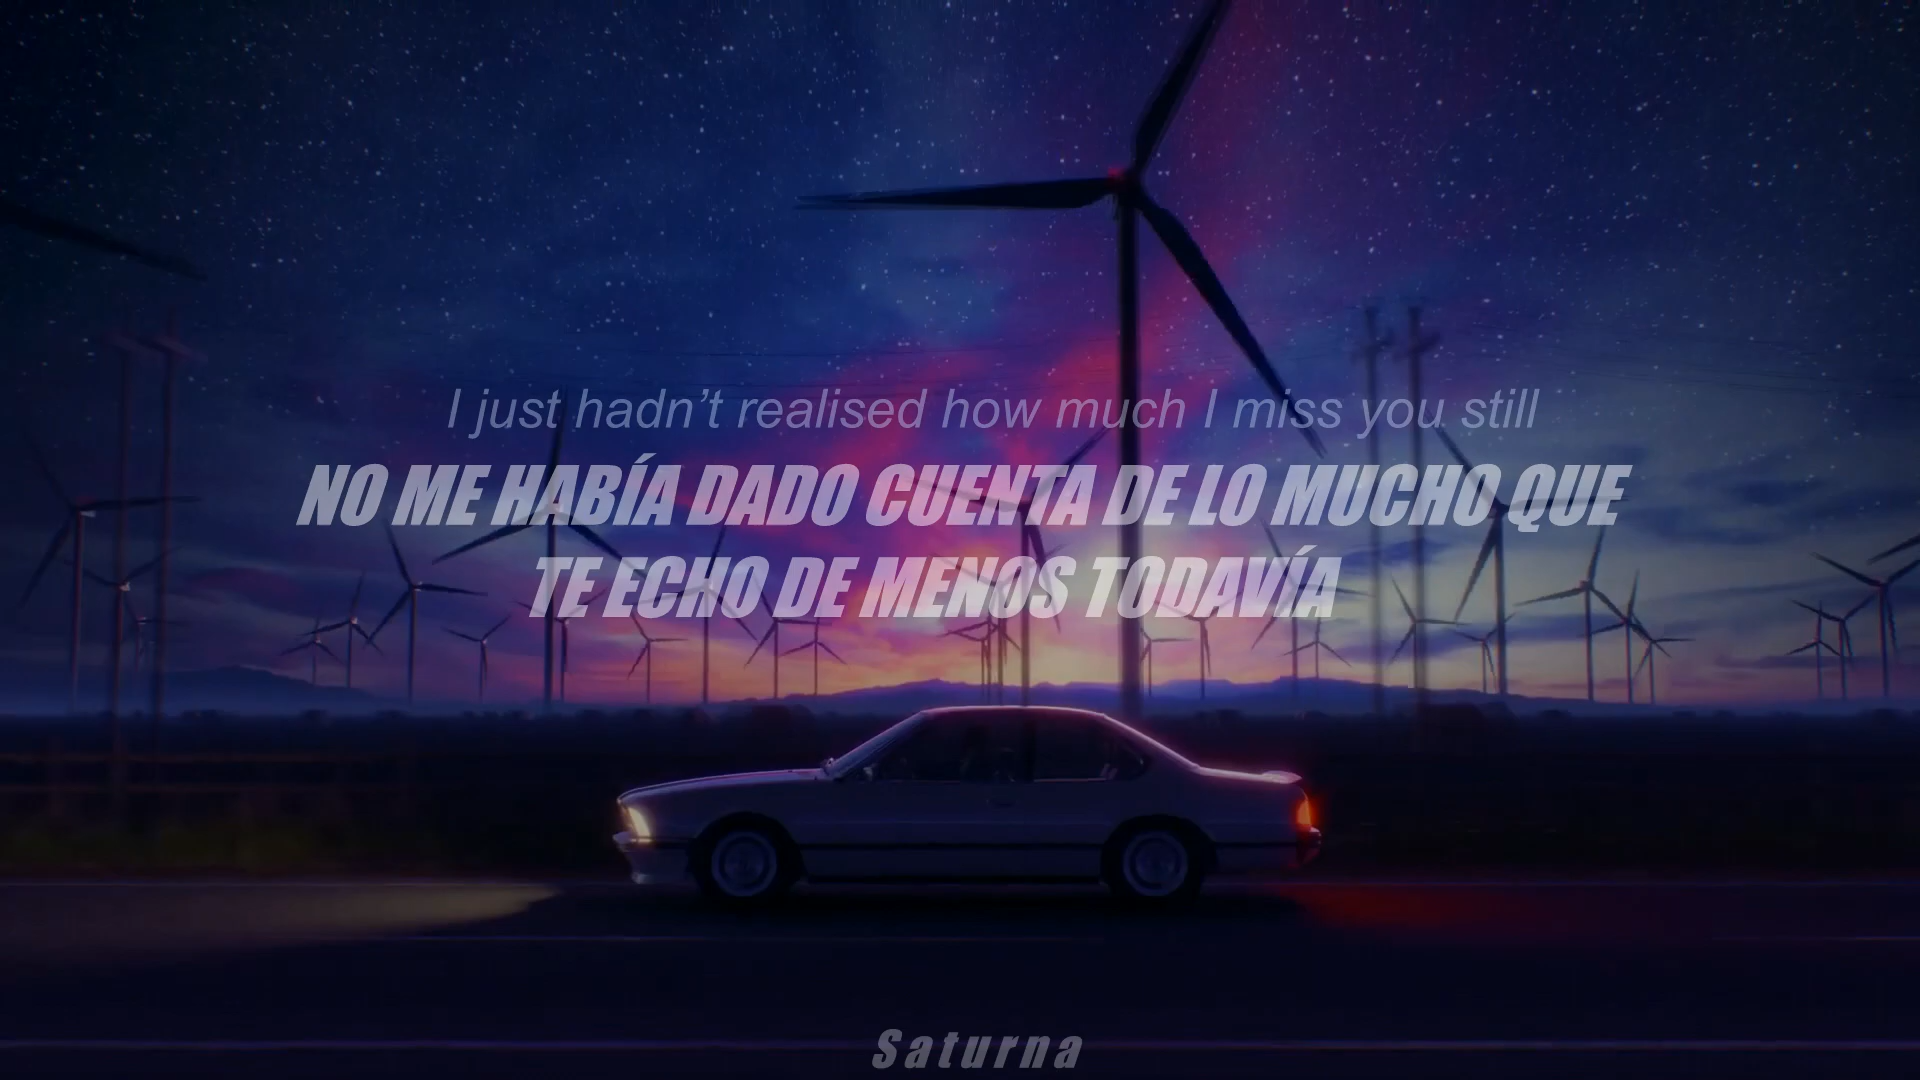 I just hadn’t realised how much I miss you still
NO ME HABÍA DADO CUENTA DE LO MUCHO QUE
TE ECHO DE MENOS TODAVÍA
Saturna